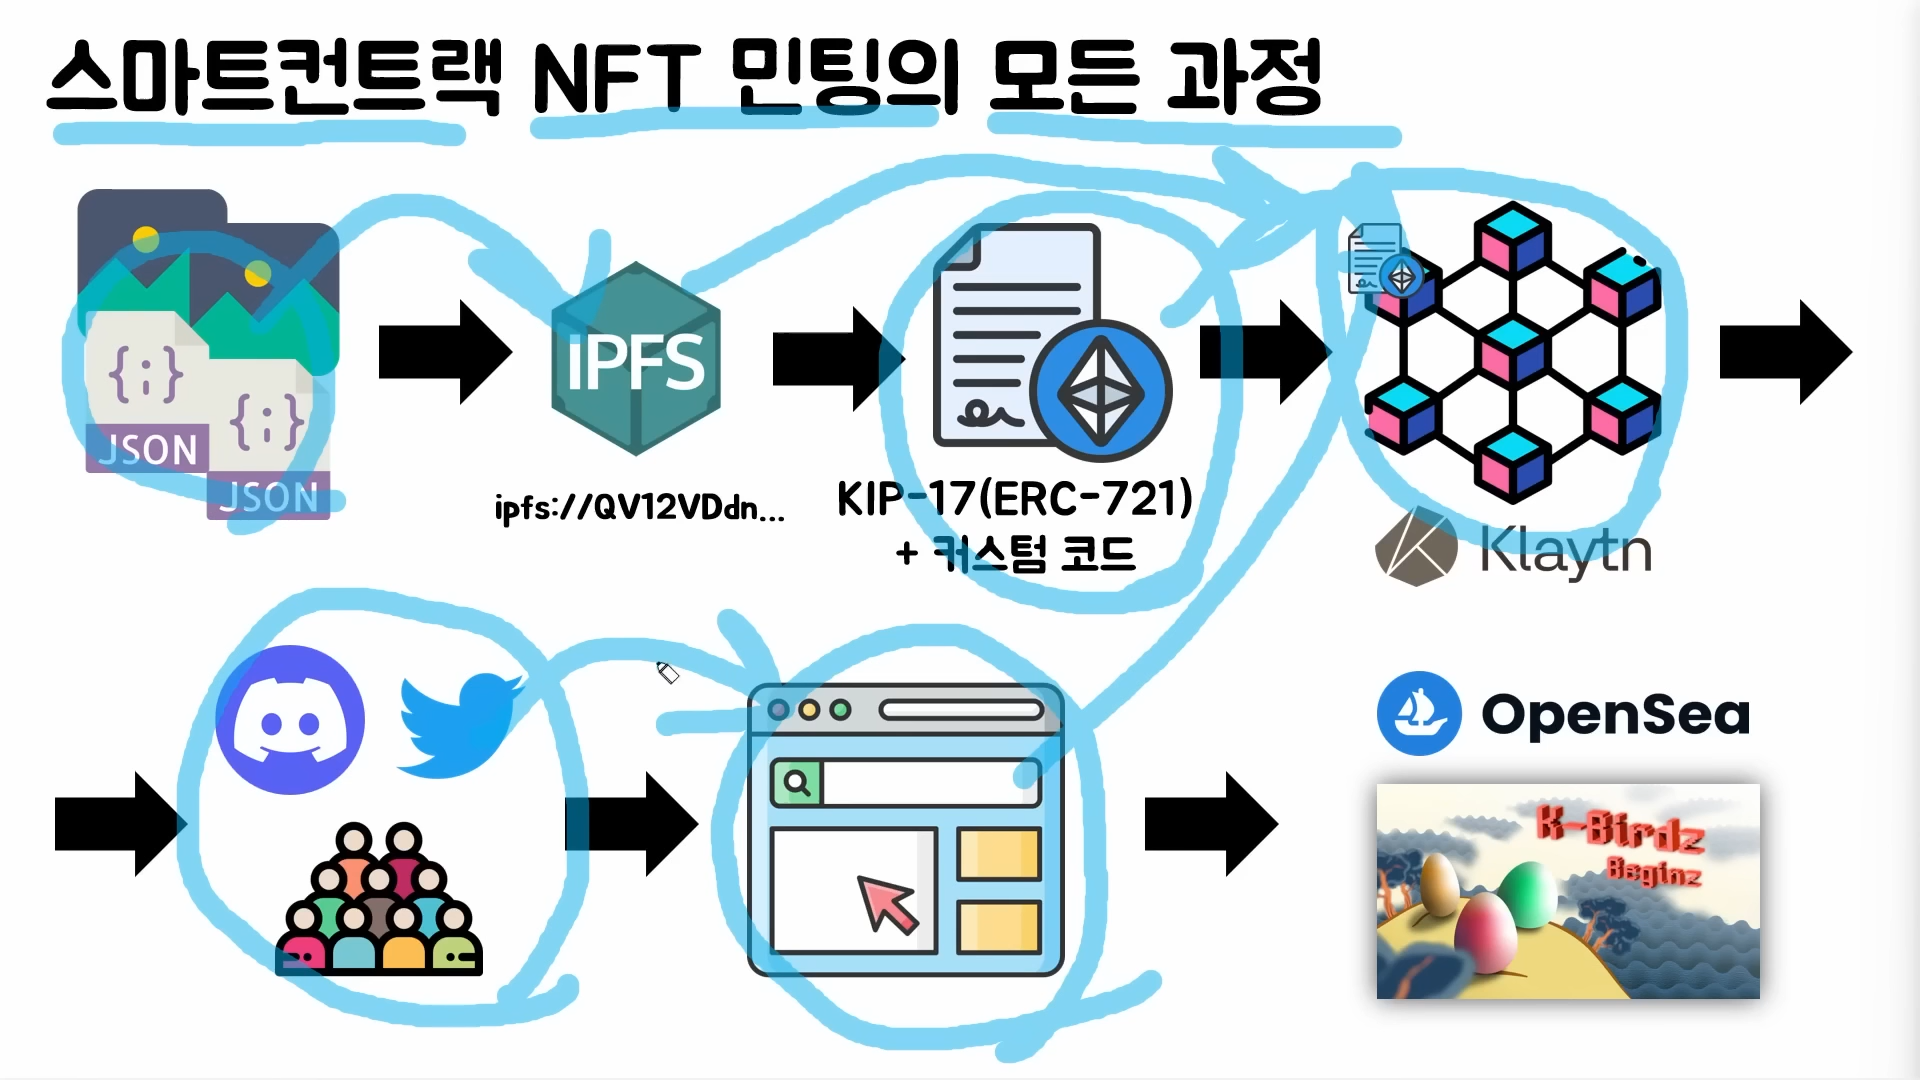 스마트컨트랙 NFT 민팅의 모든 과정
{;}
JSON
{;}
JSON
IPFS
ipfs://QV12VDdn...
KIP-17(ERC-721)
+ 커스텀 코드
Klaytn
OpenSea
K-Birdz
Beginz